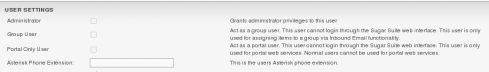 USER SETTINGS
Administrator
Grants administrator privileges to this user
Group User
Act as a group user. This user cannot login through the Sugar Suite web interface. This user is only
used for assigning items to a group via Inbound Email functionality.
Portal Only User
Act as a portal user. This user cannot login through the Sugar Suite web interface. This user is only
used for portal web services. Normal users cannot be used for portal web services.
Asterisk Phone Extension:
This is the users Asterisk phone extension.